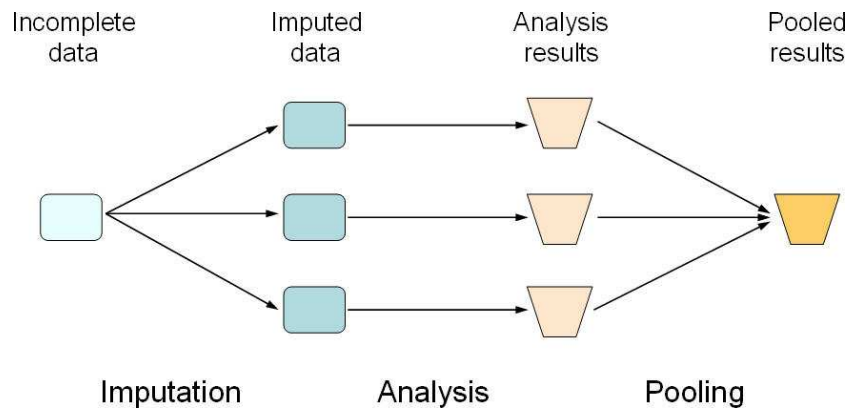 Incomplete
data
Imputed
data
Analysis
results
Pooled
results
Imputation
Analysis
Pooling